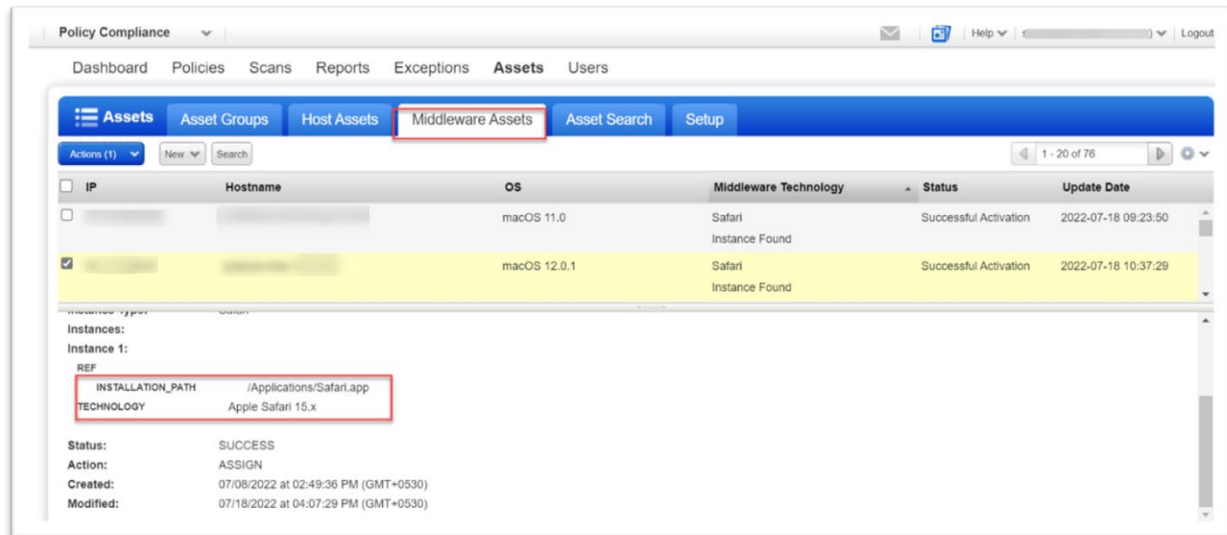 Policy Compliance
Help
Logout
Dashboard Policies Scans Reports Exceptions Assets Users
Assets Asset Groups Host Assets Middleware Assets Asset Search Setup
Actions (1) New Search 1 - 20 of 76
IP Hostname OS Middleware Technology Status Update Date
macOS 11.0 Safari Successful Activation 2022-07-18 09:23:50
Instance Found
macOS 12.0.1 Safari Successful Activation 2022-07-18 10:37:29
Instance Found
Instances:
Instance 1:
REF
INSTALLATION_PATH /Applications/Safari.app
TECHNOLOGY Apple Safari 15.x
Status: SUCCESS
Action: ASSIGN
Created: 07/08/2022 at 02:49:36 PM (GMT+0530)
Modified: 07/18/2022 at 04:07:29 PM (GMT+0530)